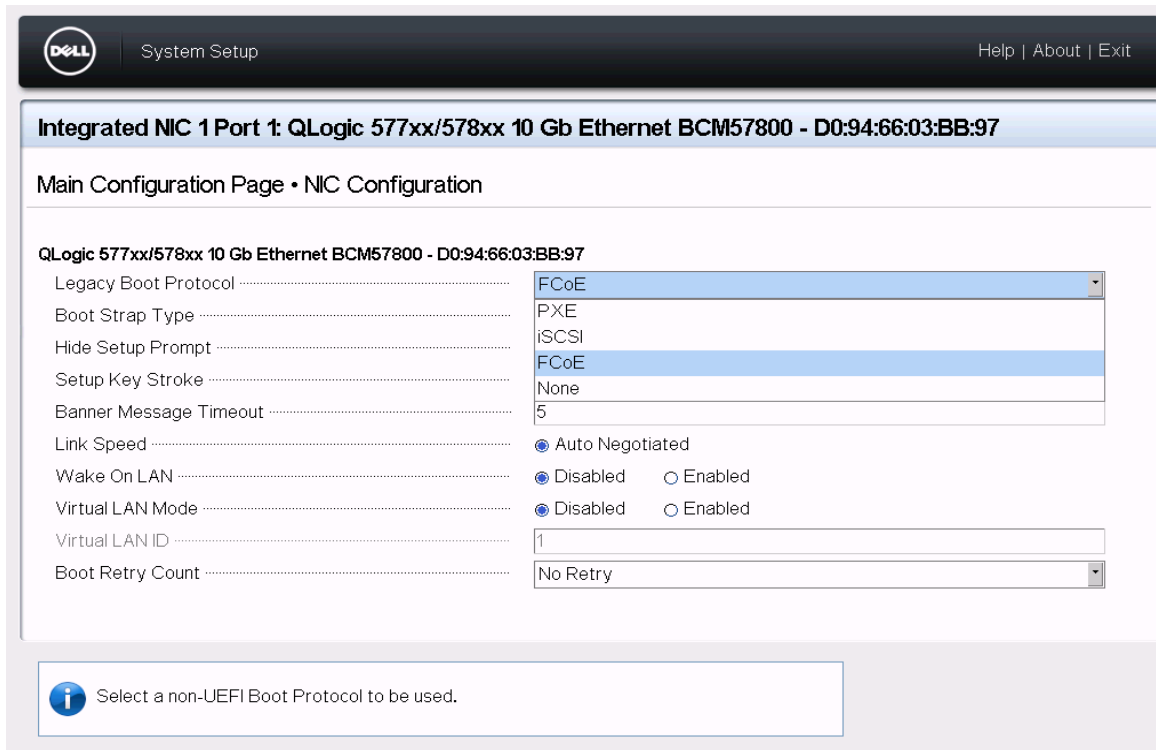 DELL
System Setup
Help | About | Exit
Integrated NIC 1 Port 1: QLogic 577xx/578xx 10 Gb Ethernet BCM57800 - D0:94:66:03:BB:97
Main Configuration Page • NIC Configuration
QLogic 577xx/578xx 10 Gb Ethernet BCM57800 - D0:94:66:03:BB:97
Legacy Boot Protocol FCoE
Boot Strap Type PXE
iSCSI
Hide Setup Prompt
FCoE
Setup Key Stroke
None
Banner Message Timeout 5
Link Speed Auto Negotiated
Wake On LAN Disabled Enabled
Virtual LAN Mode Disabled Enabled
Virtual LAN ID 1
Boot Retry Count No Retry
Select a non-UEFI Boot Protocol to be used.